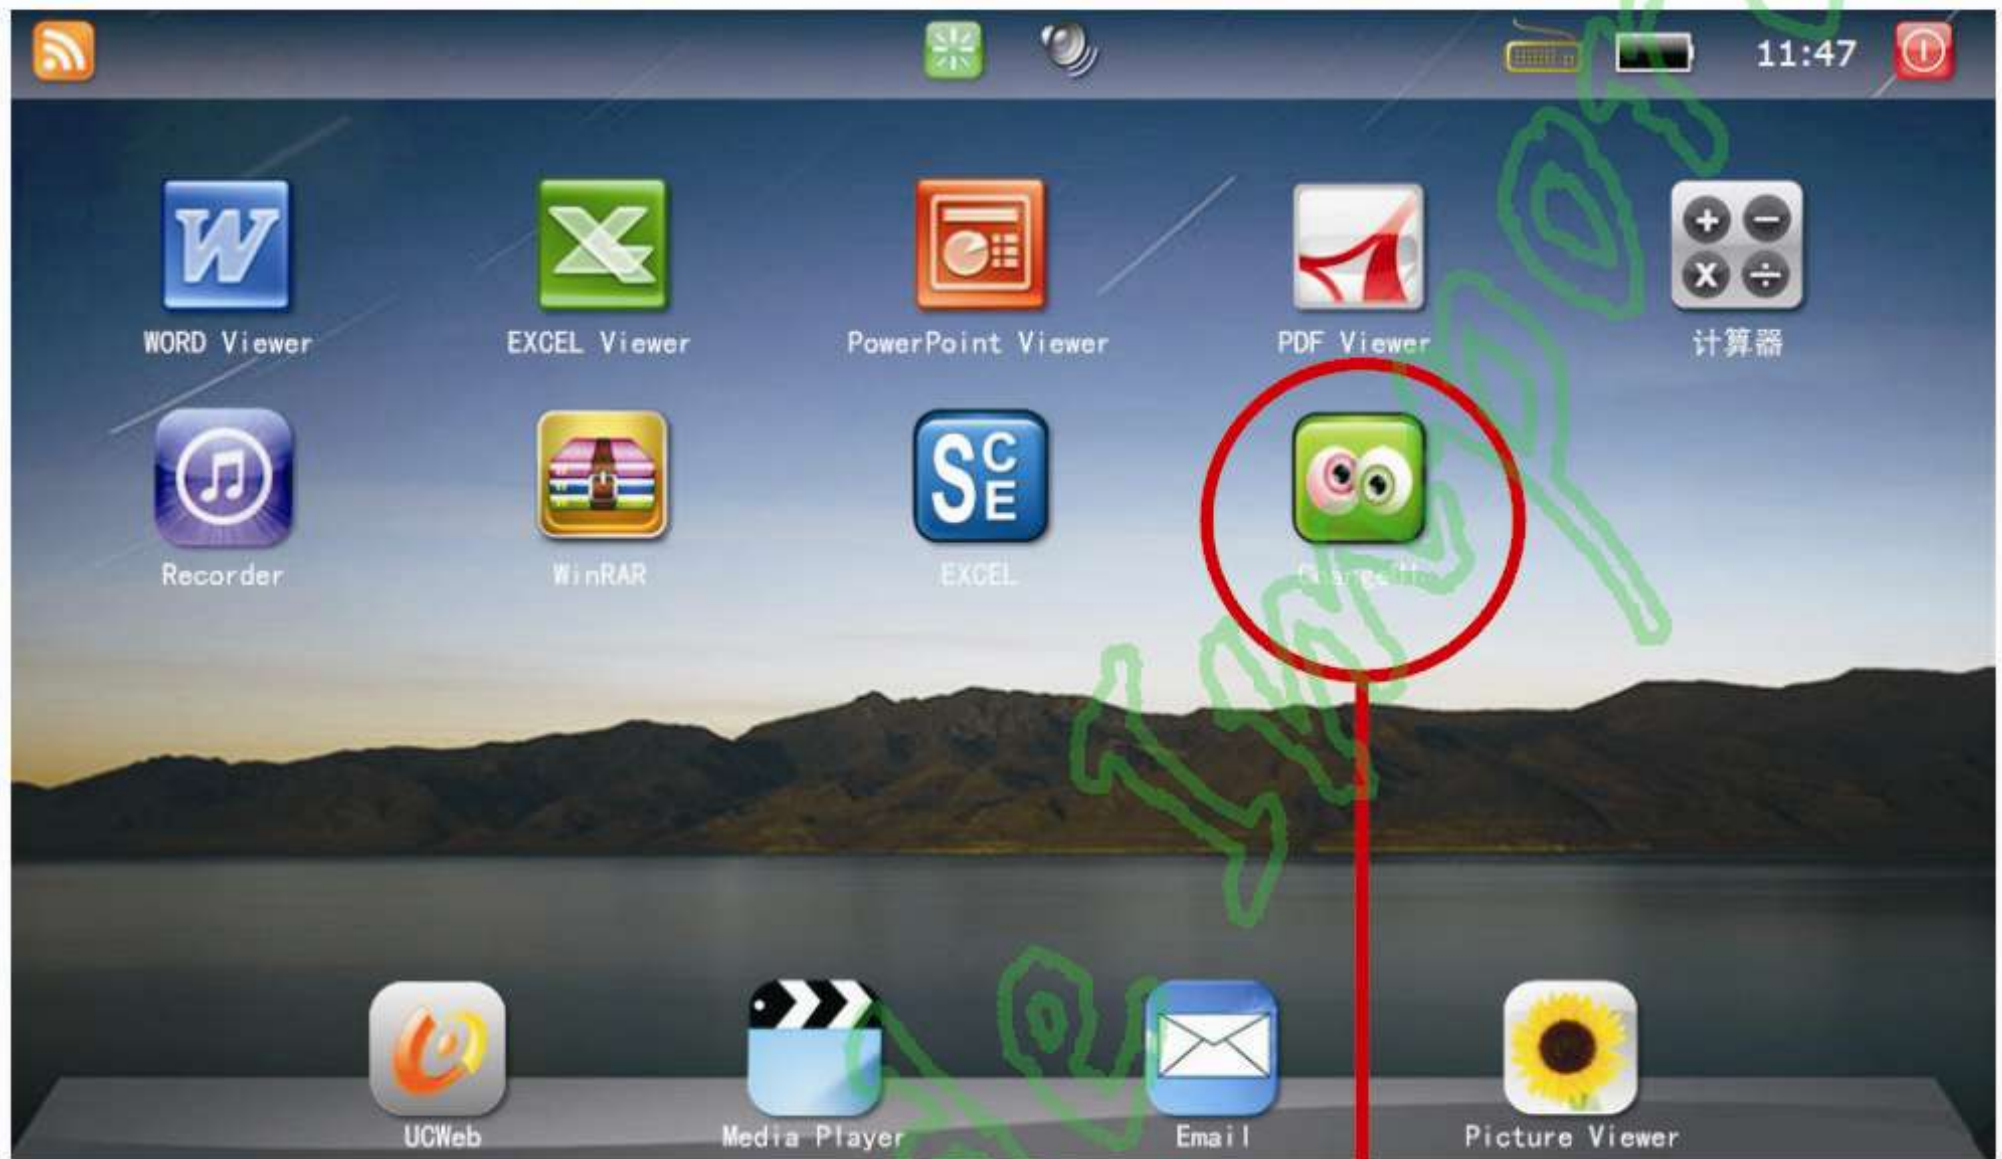 11:47
W
WORD Viewer
EXCEL Viewer
PowerPoint Viewer
PDF Viewer
计算器
Recorder
WinRAR
SCE
EXCEL
UCWeb
Media Player
Email
Picture Viewer